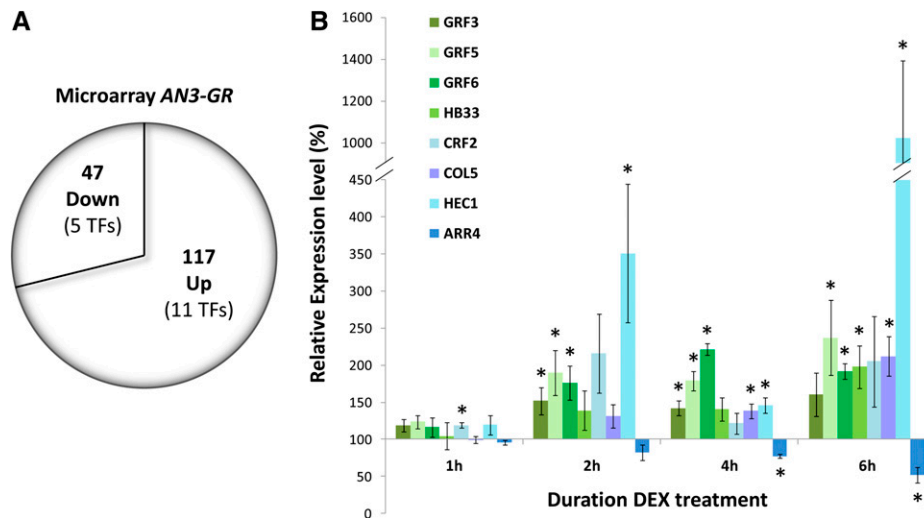 A
Microarray AN3-GR
47
Down
(5 TFs)
117
Up
(11 TFs)
B
Relative Expression level (%)
1600
1400
1200
1000
450
350
250
200
150
100
50
0
GRF3
GRF5
GRF6
HB33
CRF2
COL5
HEC1
ARR4
* * * * * * * * * * * * * * * * *
1h
2h
4h
6h
Duration DEX treatment